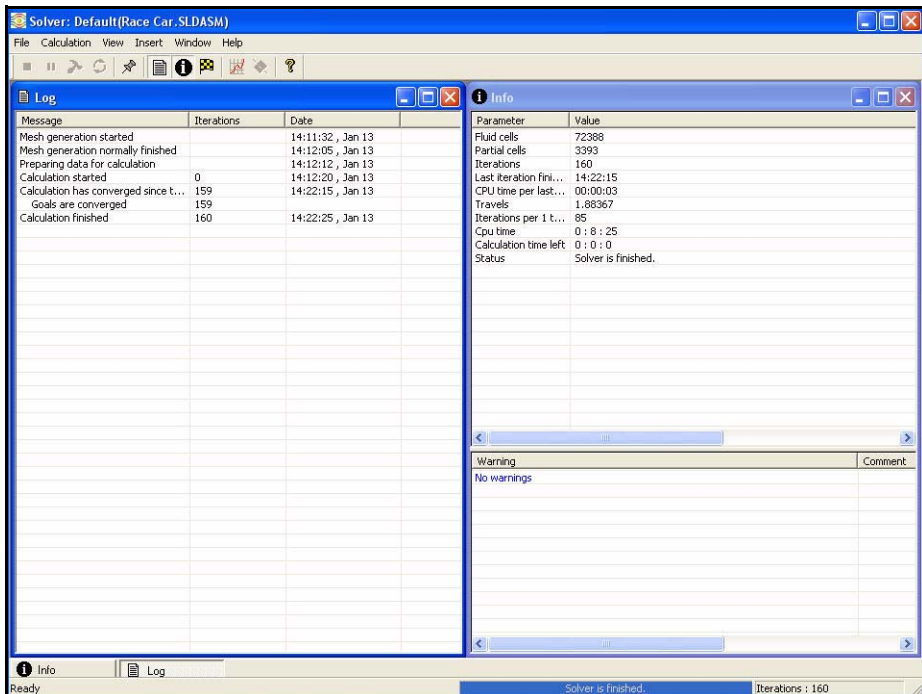 Solver: Default(Race Car.SLDASM)
File Calculation View Insert Window Help
Log
Message Iterations Date
Mesh generation started 14:11:32 , Jan 13
Mesh generation normally finished 14:12:05 , Jan 13
Preparing data for calculation 14:12:12 , Jan 13
Calculation started 0 14:12:20 , Jan 13
Calculation has converged since t... 159 14:22:15 , Jan 13
Goals are converged 159
Calculation finished 160 14:22:25 , Jan 13
Info
Parameter Value
Fluid cells 72388
Partial cells 3393
Iterations 160
Last iteration fini... 14:22:15
CPU time per last... 00:00:03
Travels 1.88367
Iterations per 1 t... 85
Cpu time 0 : 8 : 25
Calculation time left 0 : 0 : 0
Status Solver is finished.
Warning Comment
No warnings
Info Log
Ready Solver is finished. Iterations : 160